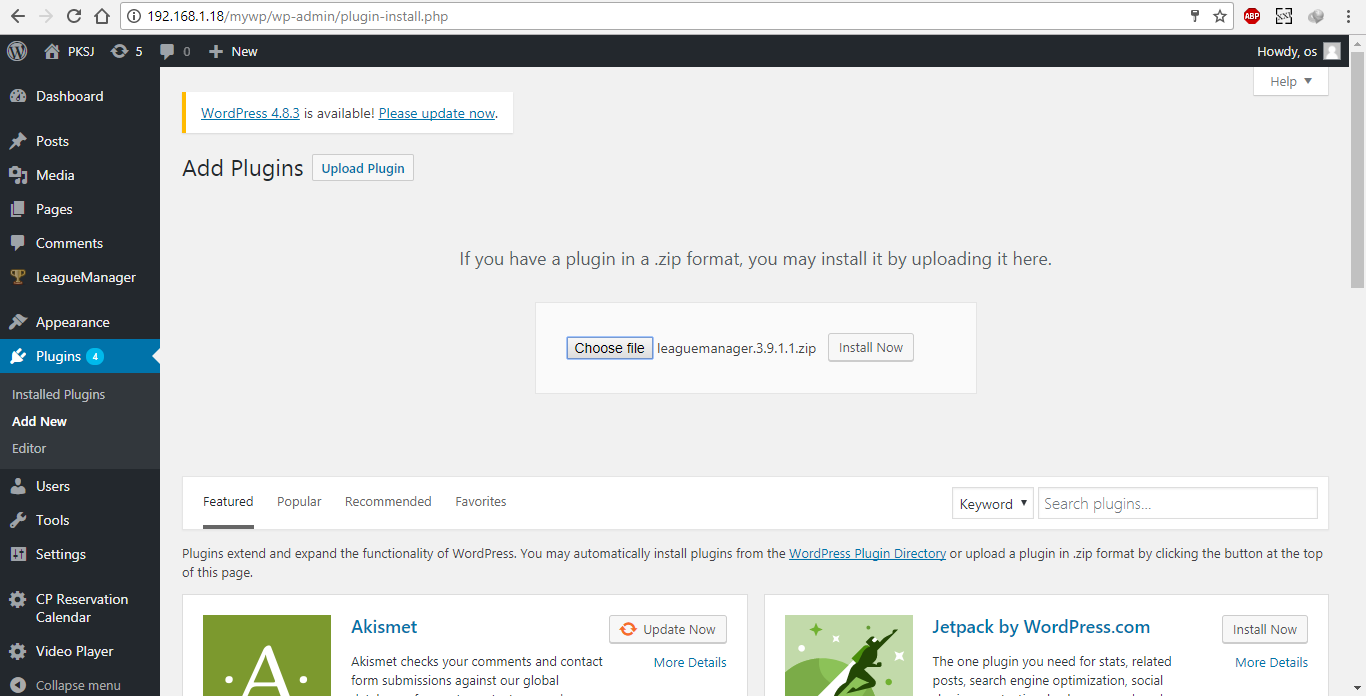 192.168.1.18/mywp/wp-admin/plugin-install.php
ABP
PKSJ 5 0 New Howdy, os
Help
Dashboard
Posts
Media
Pages
Comments
LeagueManager
Appearance
Plugins 4
Installed Plugins
Add New
Editor
Users
Tools
Settings
CP Reservation
Calendar
Video Player
Collapse menu
WordPress 4.8.3 is available! Please update now.
Add Plugins Upload Plugin
If you have a plugin in a .zip format, you may install it by uploading it here.
Choose file leaguemanager.3.9.1.1.zip Install Now
Featured Popular Recommended Favorites Keyword Search plugins...
Plugins extend and expand the functionality of WordPress. You may automatically install plugins from the WordPress Plugin Directory or upload a plugin in .zip format by clicking the button at the top
of this page.
A
Akismet
Update Now
More Details
Akismet checks your comments and contact
form submissions against our global
Jetpack by WordPress.com
Install Now
More Details
The one plugin you need for stats, related
posts, search engine optimization, social